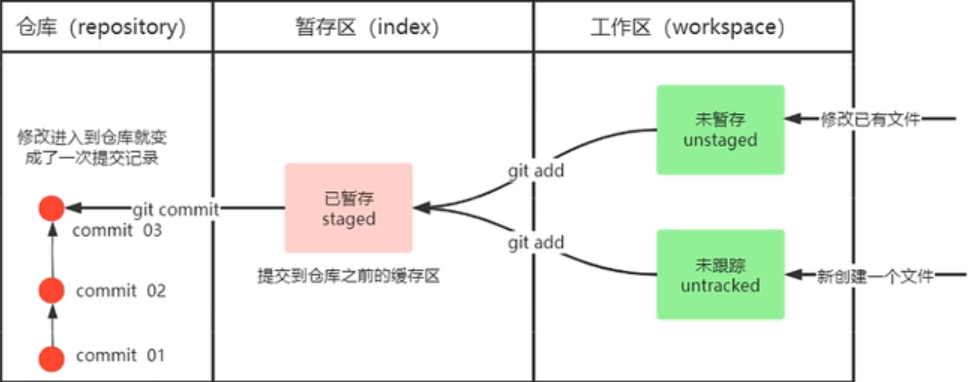 仓库（repository）
暂存区（index）
工作区（workspace）
修改进入到仓库就变
成了一次提交记录
git commit
commit 03
commit 02
commit 01
已暂存
staged
提交到仓库之前的缓存区
git add
git add
未暂存
unstaged
修改已有文件
未跟踪
untracked
新创建一个文件